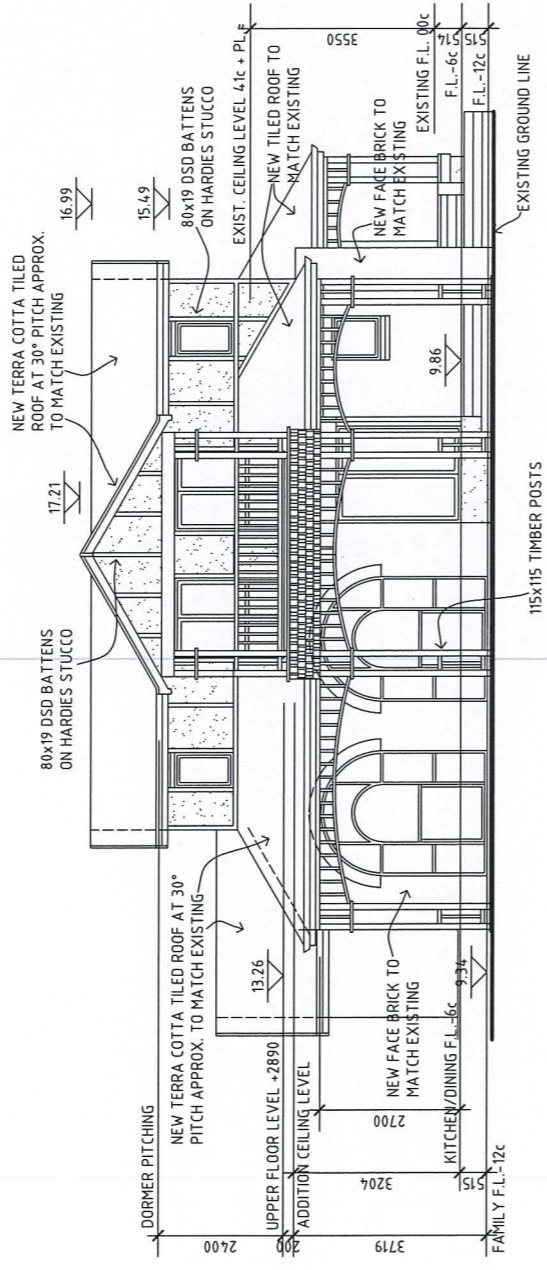 DORMER PITCHING
NEW TERRA COTTA TILED ROOF AT 30°
PITCH APPROX. TO MATCH EXISTING
UPPER FLOOR LEVEL +2890
ADDITION CEILING LEVEL
13.26
NEW FACE BRICK TO
MATCH EXISTING
KITCHEN/DINING F.L.-6c
9.34
FAMILY F.L.-12c
2400
200
3719
3204
515
2700
80x19 DSD BATTENS
ON HARDIES STUCCO
17.21
NEW TERRA COTTA TILED
ROOF AT 30° PITCH APPROX.
TO MATCH EXISTING
16.99
15.49
80x19 DSD BATTENS
ON HARDIES STUCCO
EXIST. CEILING LEVEL 41c + PL =
NEW TILED ROOF TO
MATCH EXISTING
NEW FACE BRICK TO
MATCH EXISTING
9.86
3550
EXISTING F.L. 00c
514
F.L.-6c
515
F.L.-12c
EXISTING GROUND LINE
115x115 TIMBER POSTS